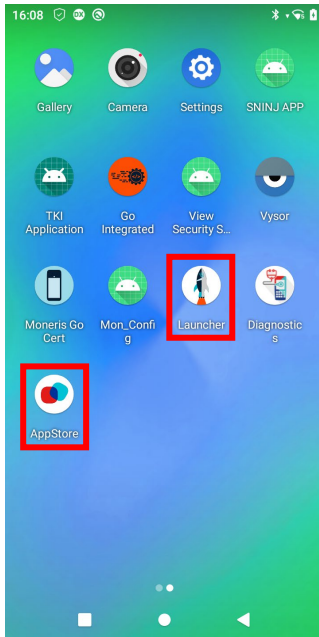 16:08
Gallery
Camera
Settings
SNINJ APP
TKI
Application
Go
Integrated
View
Security S...
Vysor
Moneris Go
Cert
Mon_Confi
g
Launcher
Diagnostic
s
AppStore